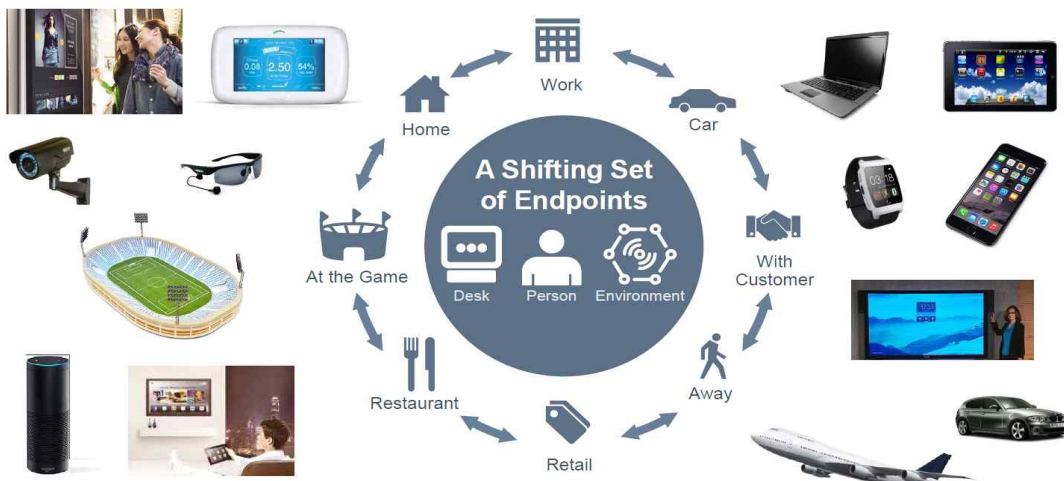 Work
Home
Car
A Shifting Set
of Endpoints
Desk
Person
Environment
At the Game
With
Customer
Restaurant
Away
Retail
0.08
2.50
54%